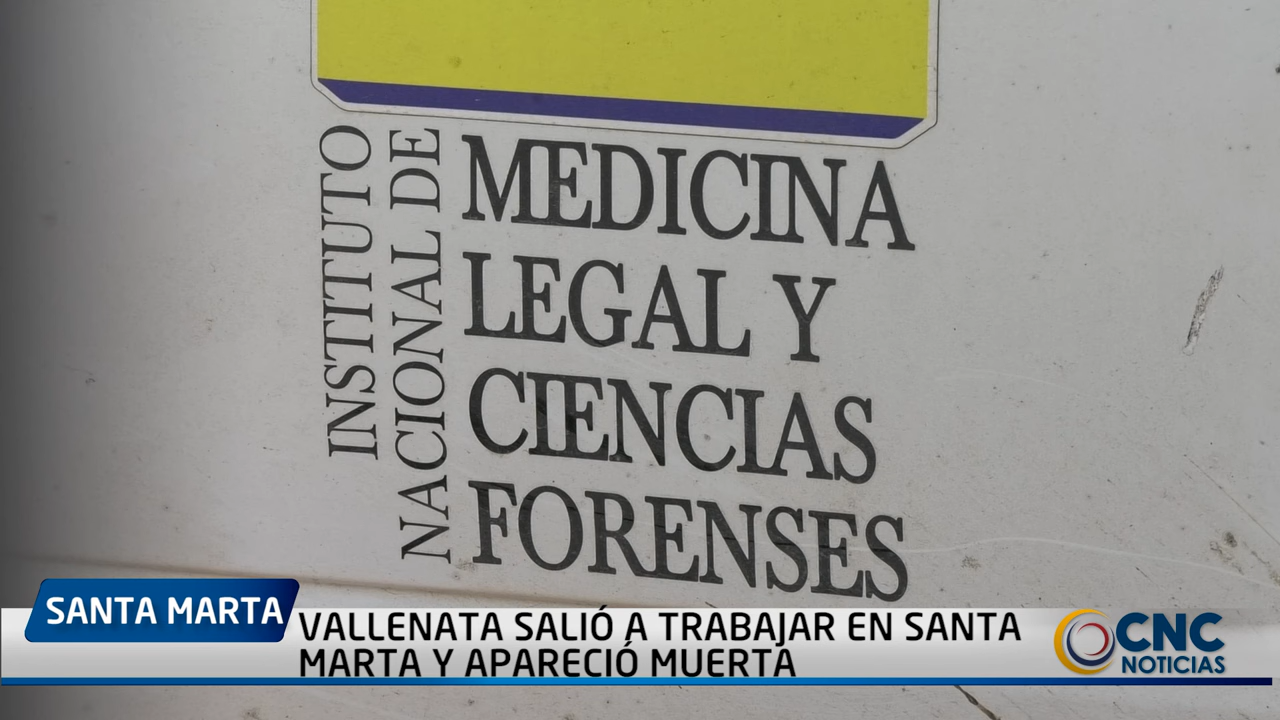 INSTITUTO
NACIONAL DE
MEDICINA
LEGAL Y
CIENCIAS
FORENSES
SANTA MARTA
VALLENATA SALIÓ A TRABAJAR EN SANTA
MARTA Y APARECIÓ MUERTA
CNC
NOTICIAS